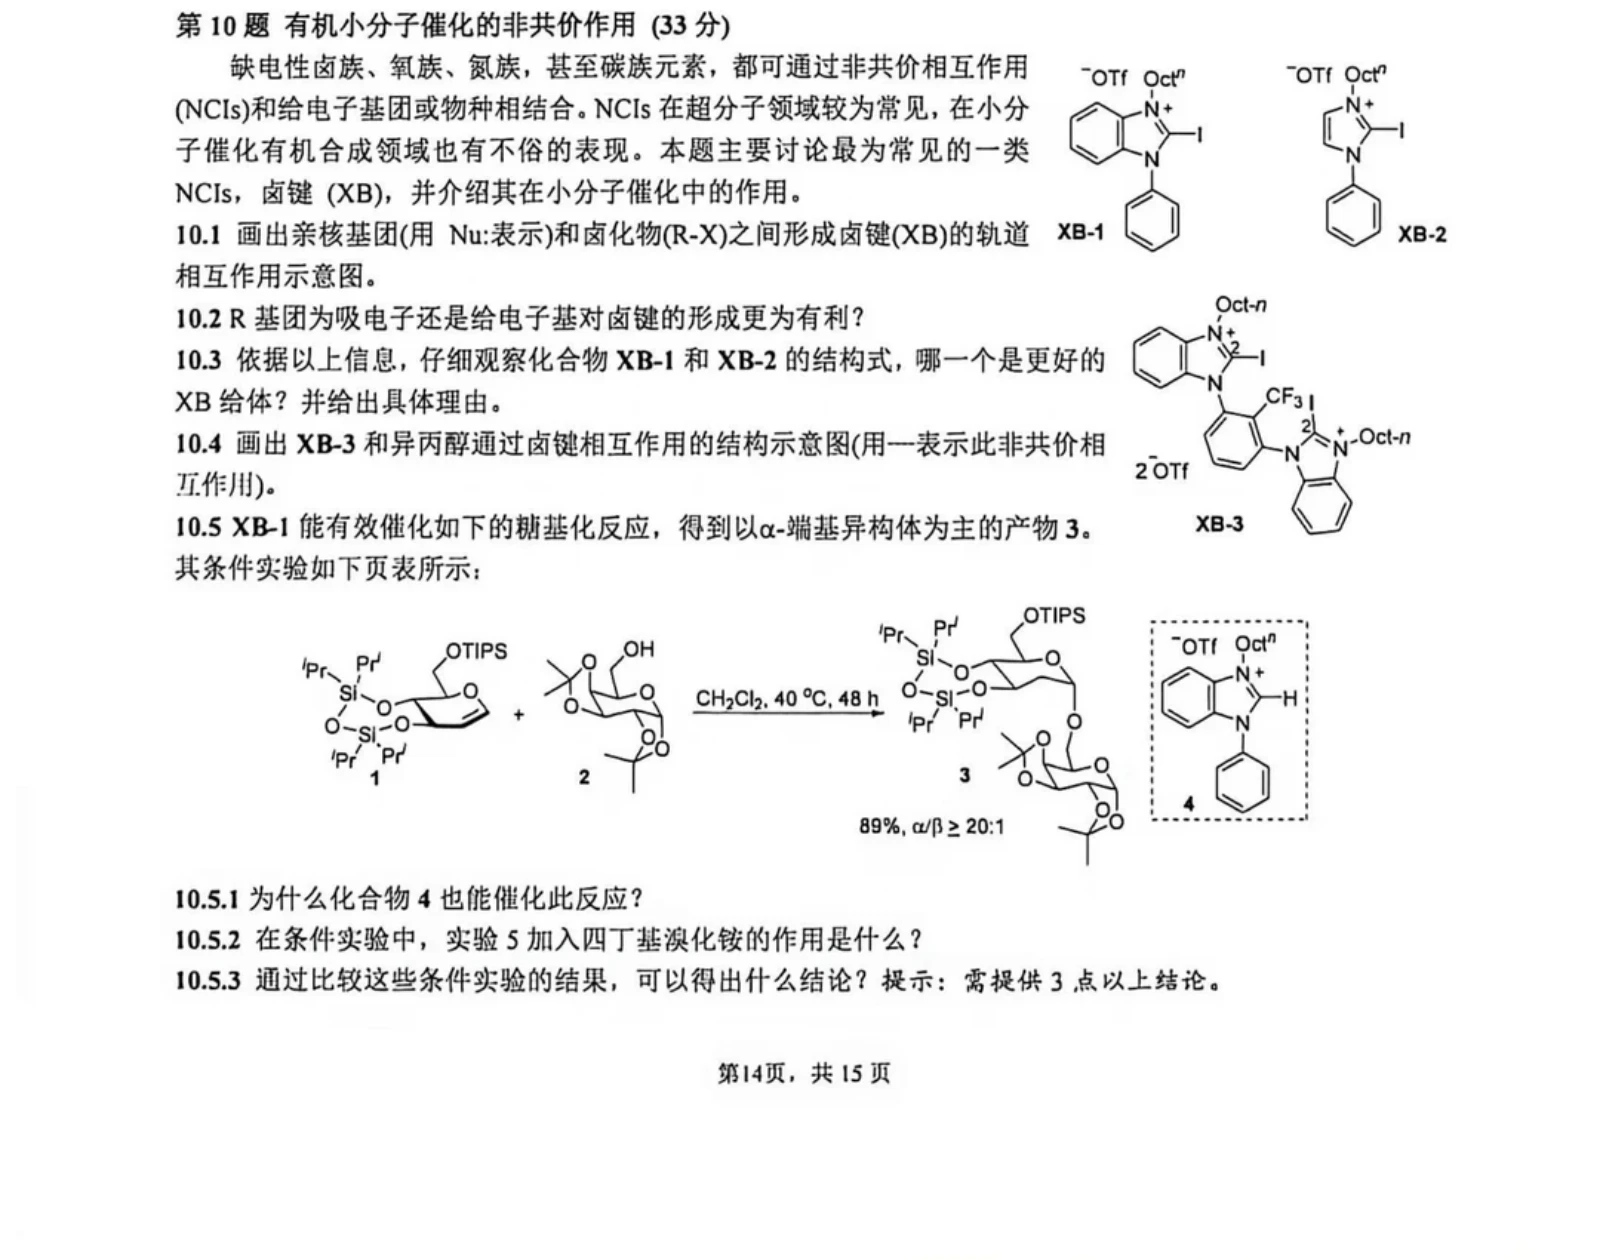 第 10 题 有机小分子催化的非共价作用 (33 分)
缺电性卤族、氧族、氮族，甚至碳族元素，都可通过非共价相互作用
(NCIs)和给电子基团或物种相结合。NCIs 在超分子领域较为常见，在小分
子催化有机合成领域也有不俗的表现。本题主要讨论最为常见的一类
NCIs，卤键 (XB)，并介绍其在小分子催化中的作用。
⁻OTf Octⁿ
N+
I
N
XB-1
⁻OTf Octⁿ
N+
I
N
XB-2
10.1 画出亲核基团(用 Nu:表示)和卤化物(R-X)之间形成卤键(XB)的轨道
相互作用示意图。
10.2 R 基团为吸电子还是给电子基对卤键的形成更为有利？
10.3 依据以上信息，仔细观察化合物 XB-1 和 XB-2 的结构式，哪一个是更好的
XB 给体？并给出具体理由。
10.4 画出 XB-3 和异丙醇通过卤键相互作用的结构示意图(用---表示此非共价相
互作用)。
Oct-n
N+
2
I
N
CF₃
I
2
N
N+
Oct-n
2⁻OTf
XB-3
10.5 XB-1 能有效催化如下的糖基化反应，得到以α-端基异构体为主的产物 3。
其条件实验如下页表所示：
ⁱPr Prⁱ
Si
O
O
Si
O
ⁱPr Prⁱ
OTIPS
O
1
+
O
O
OH
O
O
O
2
CH₂Cl₂, 40 ⁰C, 48 h
ⁱPr Prⁱ
Si
O
O
Si
O
ⁱPr Prⁱ
OTIPS
O
O
O
O
O
O
O
3
89%, α/β ≥ 20:1
⁻OTf Octⁿ
N+
H
N
4
10.5.1 为什么化合物 4 也能催化此反应？
10.5.2 在条件实验中，实验 5 加入四丁基溴化铵的作用是什么？
10.5.3 通过比较这些条件实验的结果，可以得出什么结论？提示：需提供 3 点以上结论。
第14页，共 15 页